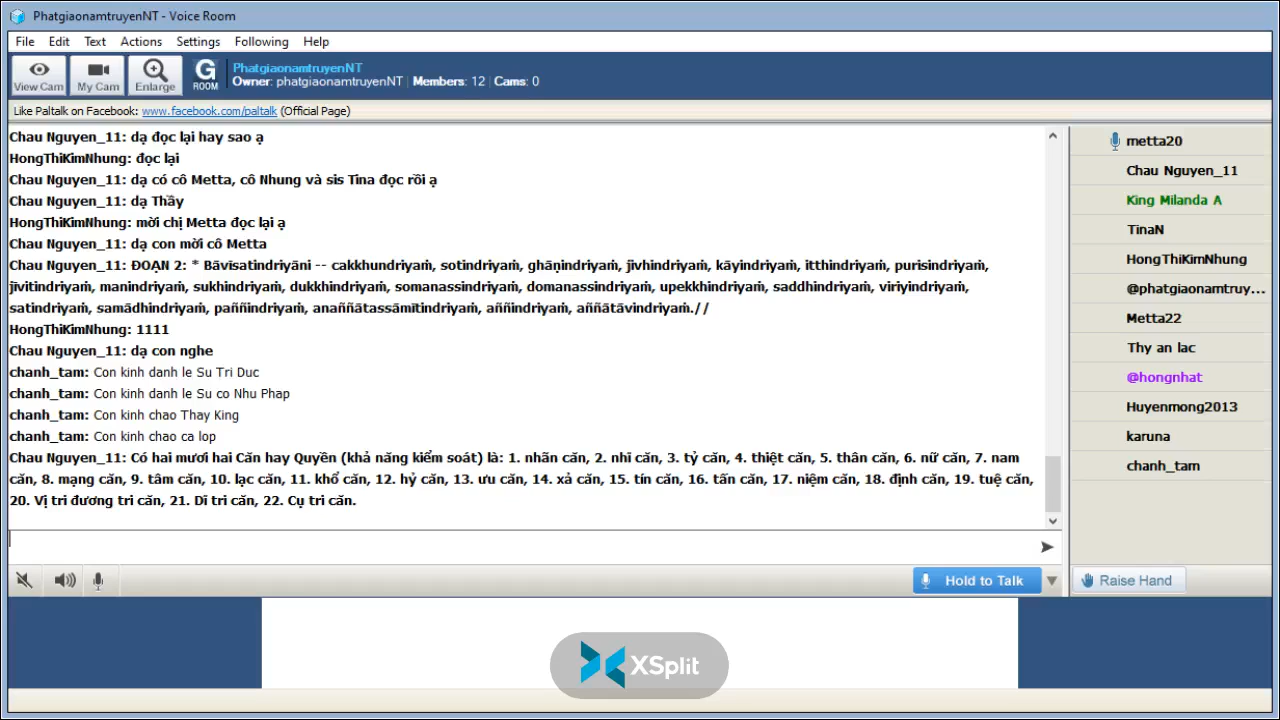 PhatgiaonamtruyenNT - Voice Room
File Edit Text Actions Settings Following Help
View Cam
My Cam
Enlarge
G ROOM
PhatgiaonamtruyenNT
Owner: phatgiaonamtruyenNT | Members: 12 | Cams: 0
Like Paltalk on Facebook: www.facebook.com/paltalk (Official Page)
Chau Nguyen_11: dạ đọc lại hay sao ạ
HongThiKimNhung: đọc lại
Chau Nguyen_11: dạ có cô Metta, cô Nhung và sis Tina đọc rồi ạ
Chau Nguyen_11: dạ Thầy
HongThiKimNhung: mời chị Metta đọc lại ạ
Chau Nguyen_11: dạ con mời cô Metta
Chau Nguyen_11: ĐOẠN 2: * Bāvīsatindriyāni -- cakkhundriyaṁ, sotindriyaṁ, ghāṇindriyaṁ, jīvhindriyaṁ, kāyindriyaṁ, itthindriyaṁ, purisindriyaṁ,
jīvitindriyaṁ, manindriyaṁ, sukhindriyaṁ, dukkhindriyaṁ, somanassindriyaṁ, domanassindriyaṁ, upekkhindriyaṁ, saddhindriyaṁ, viriyindriyaṁ,
satindriyaṁ, samādhindriyaṁ, paññindriyaṁ, anaññātassāmītindriyaṁ, aññindriyaṁ, aññātāvindriyaṁ.//
HongThiKimNhung: 1111
Chau Nguyen_11: dạ con nghe
chanh_tam: Con kinh danh le Su Tri Duc
chanh_tam: Con kinh danh le Su co Nhu Phap
chanh_tam: Con kinh chao Thay King
chanh_tam: Con kinh chao ca lop
Chau Nguyen_11: Có hai mươi hai Căn hay Quyền (khả năng kiểm soát) là: 1. nhãn căn, 2. nhĩ căn, 3. tỷ căn, 4. thiệt căn, 5. thân căn, 6. nữ căn, 7. nam
căn, 8. mạng căn, 9. tâm căn, 10. lạc căn, 11. khổ căn, 12. hỷ căn, 13. ưu căn, 14. xả căn, 15. tín căn, 16. tấn căn, 17. niệm căn, 18. định căn, 19. tuệ căn,
20. Vị tri đương tri căn, 21. Dĩ tri căn, 22. Cụ tri căn.
metta20
Chau Nguyen_11
King Milanda A
TinaN
HongThiKimNhung
@phatgiaonamtruy...
Metta22
Thy an lac
@hongnhat
Huyenmong2013
karuna
chanh_tam
Hold to Talk
Raise Hand
XSplit